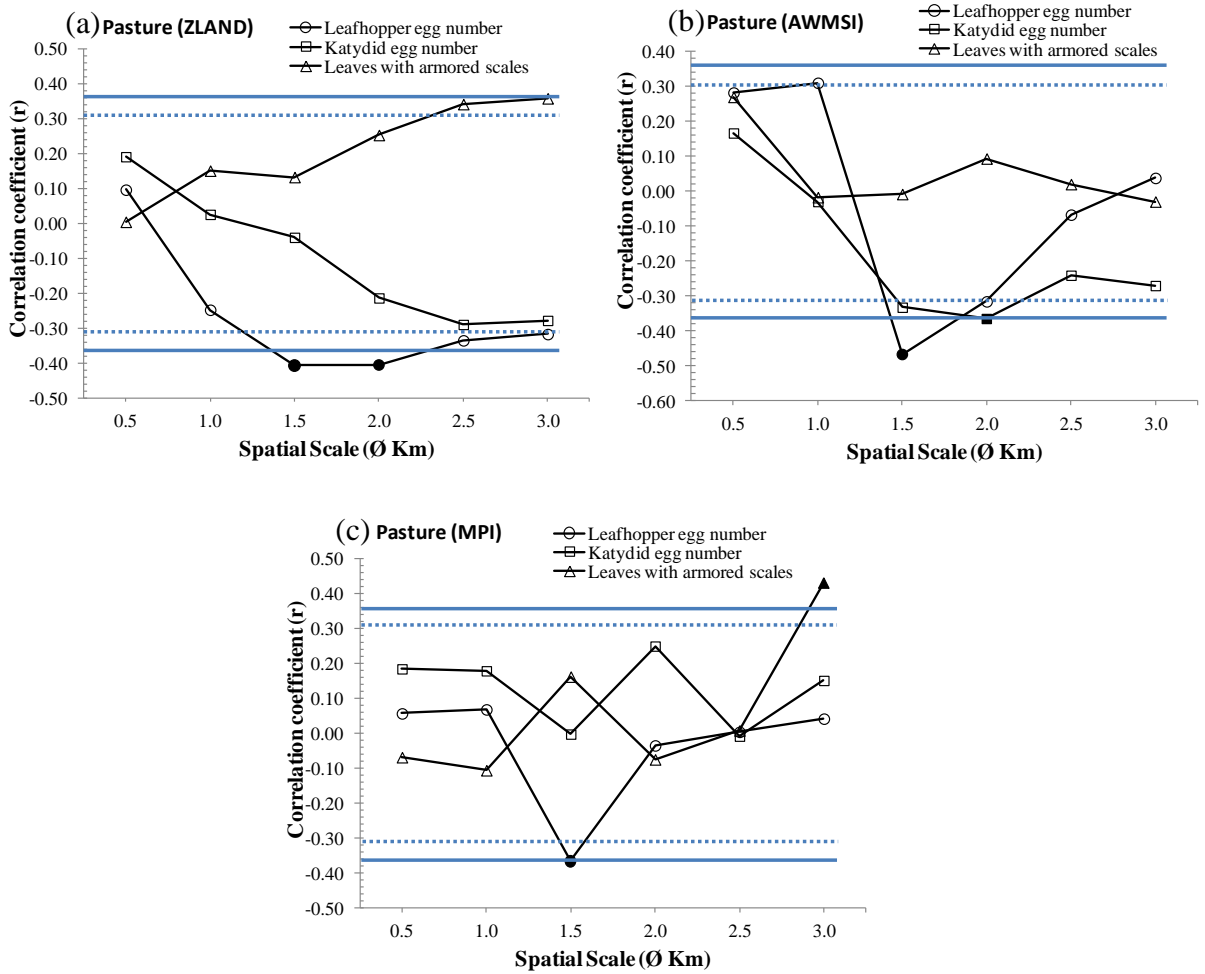 (a) Pasture (ZLAND)
Leafhopper egg number
Katydid egg number
Leaves with armored scales
Correlation coefficient (r)
0.50
0.40
0.30
0.20
0.10
0.00
-0.10
-0.20
-0.30
-0.40
-0.50
0.5 1.0 1.5 2.0 2.5 3.0
Spatial Scale (Ø Km)
(b) Pasture (AWMSI)
Leafhopper egg number
Katydid egg number
Leaves with armored scales
Correlation coefficient (r)
0.40
0.30
0.20
0.10
0.00
-0.10
-0.20
-0.30
-0.40
-0.50
-0.60
0.5 1.0 1.5 2.0 2.5 3.0
Spatial Scale (Ø Km)
(c) Pasture (MPI)
Leafhopper egg number
Katydid egg number
Leaves with armored scales
Correlation coefficient (r)
0.50
0.40
0.30
0.20
0.10
0.00
-0.10
-0.20
-0.30
-0.40
-0.50
0.5 1.0 1.5 2.0 2.5 3.0
Spatial Scale (Ø Km)